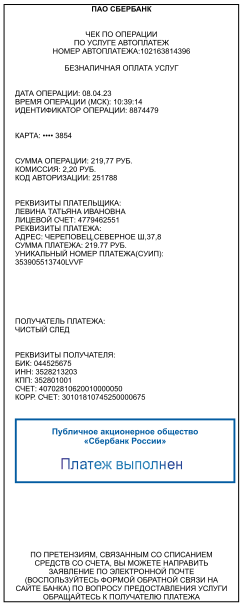 ПАО СБЕРБАНК
ЧЕК ПО ОПЕРАЦИИ
ПО УСЛУГЕ АВТОПЛАТЕЖ
НОМЕР АВТОПЛАТЕЖА:102163814396
БЕЗНАЛИЧНАЯ ОПЛАТА УСЛУГ
ДАТА ОПЕРАЦИИ: 08.04.23
ВРЕМЯ ОПЕРАЦИИ (МСК): 10:39:14
ИДЕНТИФИКАТОР ОПЕРАЦИИ: 8874479
КАРТА: •••• 3854
СУММА ОПЕРАЦИИ: 219,77 РУБ.
КОМИССИЯ: 2,20 РУБ.
КОД АВТОРИЗАЦИИ: 251788
РЕКВИЗИТЫ ПЛАТЕЛЬЩИКА:
ЛЕВИНА ТАТЬЯНА ИВАНОВНА
ЛИЦЕВОЙ СЧЕТ: 4779462551
РЕКВИЗИТЫ ПЛАТЕЖА:
АДРЕС: ЧЕРЕПОВЕЦ,СЕВЕРНОЕ Ш,37,8
СУММА ПЛАТЕЖА: 219.77 РУБ.
УНИКАЛЬНЫЙ НОМЕР ПЛАТЕЖА(СУИП):
353905513740LVVF
ПОЛУЧАТЕЛЬ ПЛАТЕЖА:
ЧИСТЫЙ СЛЕД
РЕКВИЗИТЫ ПОЛУЧАТЕЛЯ:
БИК: 044525675
ИНН: 3528213203
КПП: 352801001
СЧЕТ: 40702810620010000050
КОРР. СЧЕТ: 30101810745250000675
Публичное акционерное общество
«Сбербанк России»
Платеж выполнен
ПО ПРЕТЕНЗИЯМ, СВЯЗАННЫМ СО СПИСАНИЕМ
СРЕДСТВ СО СЧЕТА, ВЫ МОЖЕТЕ НАПРАВИТЬ
ЗАЯВЛЕНИЕ ПО ЭЛЕКТРОННОЙ ПОЧТЕ
(ВОСПОЛЬЗУЙТЕСЬ ФОРМОЙ ОБРАТНОЙ СВЯЗИ НА
САЙТЕ БАНКА) ПО ВОПРОСУ ПРЕДОСТАВЛЕНИЯ УСЛУГИ
ОБРАЩАЙТЕСЬ К ПОЛУЧАТЕЛЮ ПЛАТЕЖА